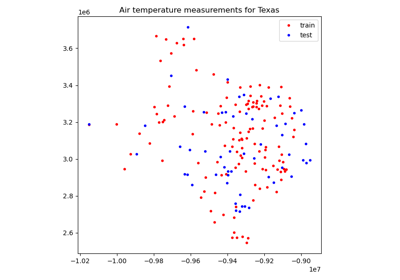 Air temperature measurements for Texas
1e6
train
test
3.6
3.4
3.2
3.0
2.8
2.6
−1.02 −1.00 −0.98 −0.96 −0.94 −0.92 −0.90
1e7